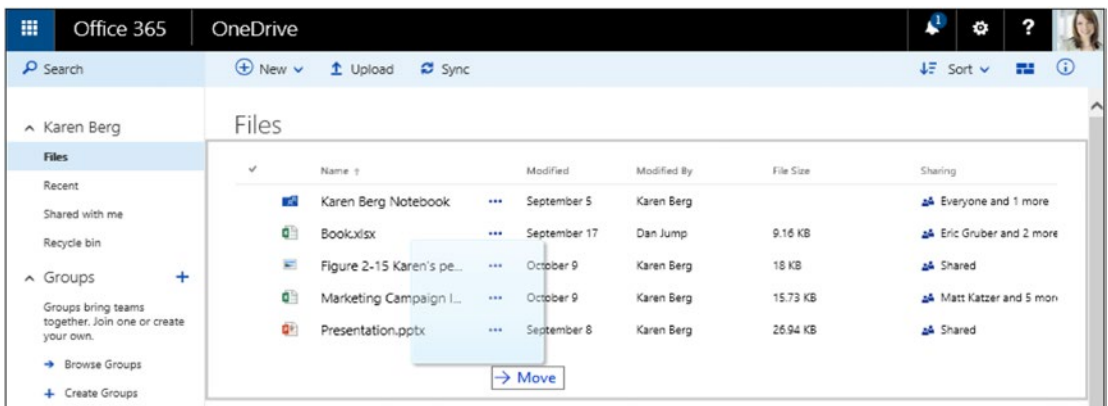 Office 365 OneDrive 1 ?
Search New Upload Sync Sort
Karen Berg
Files
Recent
Shared with me
Recycle bin
Groups +
Groups bring teams
together. Join one or create
your own.
Browse Groups
Create Groups
Files
Name Modified Modified By File Size Sharing
Karen Berg Notebook ... September 5 Karen Berg Everyone and 1 more
Book.xlsx ... September 17 Dan Jump 9.16 KB Eric Gruber and 2 more
Figure 2-15 Karen's pe... ... October 9 Karen Berg 18 KB Shared
Marketing Campaign I... ... October 9 Karen Berg 15.73 KB Matt Katzer and 5 mor
Presentation.pptx ... September 8 Karen Berg 26.94 KB Shared
→ Move